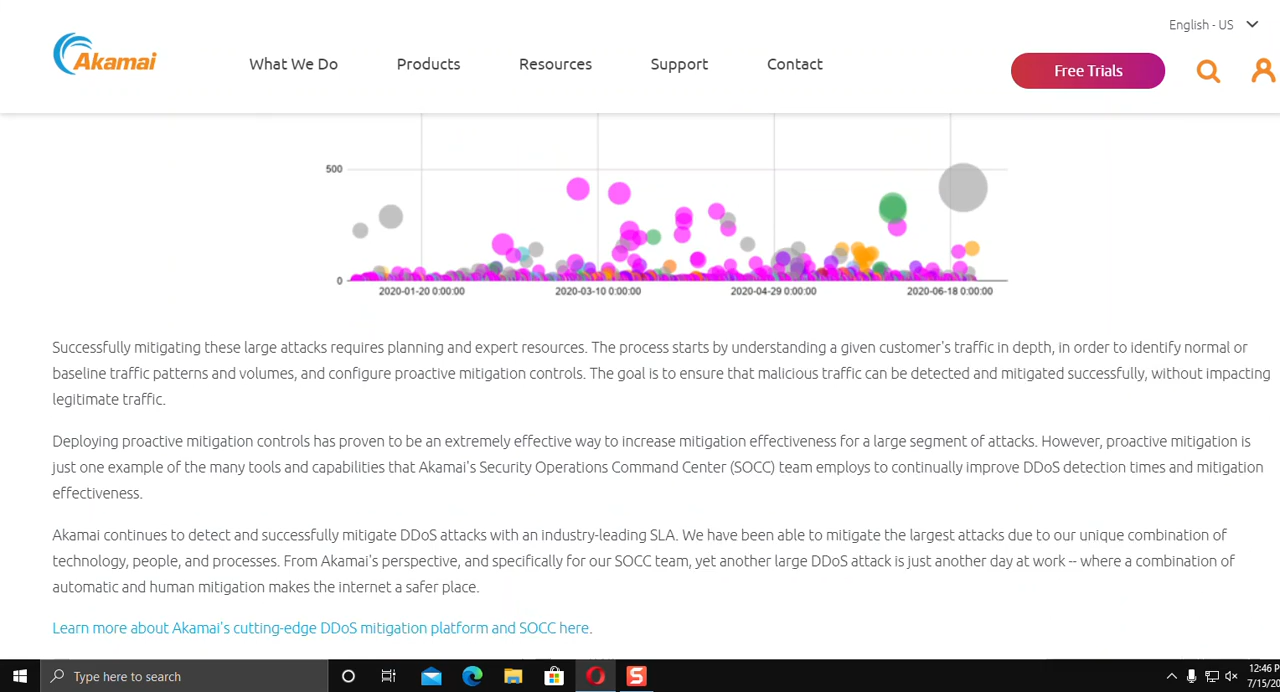 English - US
Akamai
What We Do
Products
Resources
Support
Contact
Free Trials
500
0
2020-01-20 0:00:00
2020-03-10 0:00:00
2020-04-29 0:00:00
2020-06-18 0:00:00
Successfully mitigating these large attacks requires planning and expert resources. The process starts by understanding a given customer's traffic in depth, in order to identify normal or
baseline traffic patterns and volumes, and configure proactive mitigation controls. The goal is to ensure that malicious traffic can be detected and mitigated successfully, without impacting
legitimate traffic.
Deploying proactive mitigation controls has proven to be an extremely effective way to increase mitigation effectiveness for a large segment of attacks. However, proactive mitigation is
just one example of the many tools and capabilities that Akamai's Security Operations Command Center (SOCC) team employs to continually improve DDoS detection times and mitigation
effectiveness.
Akamai continues to detect and successfully mitigate DDoS attacks with an industry-leading SLA. We have been able to mitigate the largest attacks due to our unique combination of
technology, people, and processes. From Akamai's perspective, and specifically for our SOCC team, yet another large DDoS attack is just another day at work -- where a combination of
automatic and human mitigation makes the internet a safer place.
Learn more about Akamai's cutting-edge DDoS mitigation platform and SOCC here.
Type here to search
S
12:46 P
7/15/20